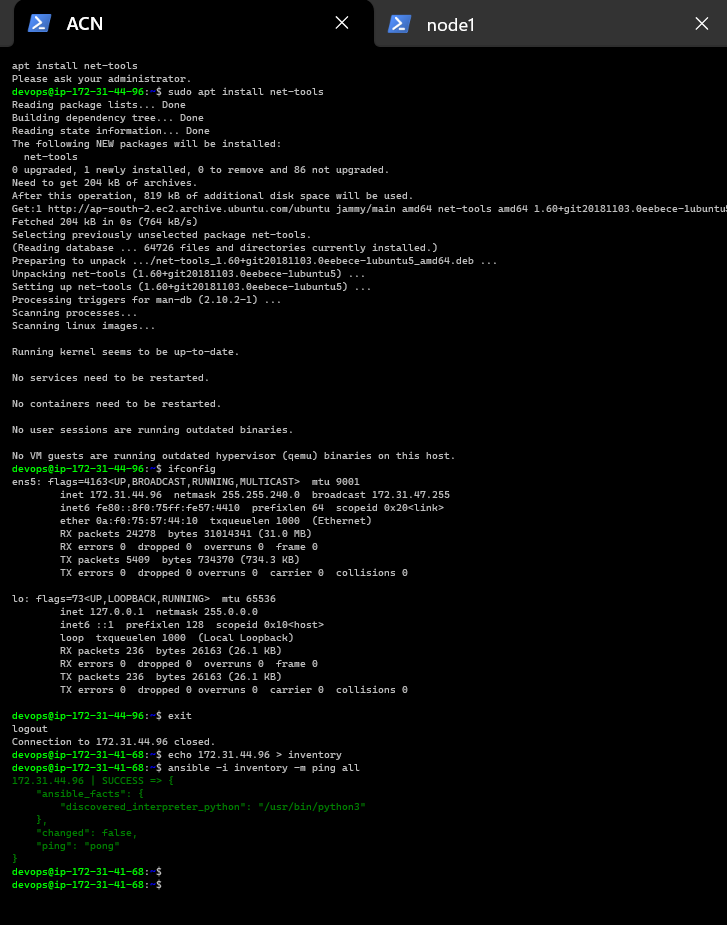 ACN
node1
apt install net-tools
Please ask your administrator.
devops@ip-172-31-44-96:~$ sudo apt install net-tools
Reading package lists... Done
Building dependency tree... Done
Reading state information... Done
The following NEW packages will be installed:
  net-tools
0 upgraded, 1 newly installed, 0 to remove and 86 not upgraded.
Need to get 204 kB of archives.
After this operation, 819 kB of additional disk space will be used.
Get:1 http://ap-south-2.ec2.archive.ubuntu.com/ubuntu jammy/main amd64 net-tools amd64 1.60+git20181103.0eebece-1ubuntu5
Fetched 204 kB in 0s (764 kB/s)
Selecting previously unselected package net-tools.
(Reading database ... 64726 files and directories currently installed.)
Preparing to unpack .../net-tools_1.60+git20181103.0eebece-1ubuntu5_amd64.deb ...
Unpacking net-tools (1.60+git20181103.0eebece-1ubuntu5) ...
Setting up net-tools (1.60+git20181103.0eebece-1ubuntu5) ...
Processing triggers for man-db (2.10.2-1) ...
Scanning processes...
Scanning linux images...
Running kernel seems to be up-to-date.
No services need to be restarted.
No containers need to be restarted.
No user sessions are running outdated binaries.
No VM guests are running outdated hypervisor (qemu) binaries on this host.
devops@ip-172-31-44-96:~$ ifconfig
ens5: flags=4163<UP,BROADCAST,RUNNING,MULTICAST>  mtu 9001
        inet 172.31.44.96  netmask 255.255.240.0  broadcast 172.31.47.255
        inet6 fe80::8f0:75ff:fe57:4410  prefixlen 64  scopeid 0x20<link>
        ether 0a:f0:75:57:44:10  txqueuelen 1000  (Ethernet)
        RX packets 24278  bytes 31014341 (31.0 MB)
        RX errors 0  dropped 0  overruns 0  frame 0
        TX packets 5409  bytes 734370 (734.3 KB)
        TX errors 0  dropped 0 overruns 0  carrier 0  collisions 0
lo: flags=73<UP,LOOPBACK,RUNNING>  mtu 65536
        inet 127.0.0.1  netmask 255.0.0.0
        inet6 ::1  prefixlen 128  scopeid 0x10<host>
        loop  txqueuelen 1000  (Local Loopback)
        RX packets 236  bytes 26163 (26.1 KB)
        RX errors 0  dropped 0  overruns 0  frame 0
        TX packets 236  bytes 26163 (26.1 KB)
        TX errors 0  dropped 0 overruns 0  carrier 0  collisions 0
devops@ip-172-31-44-96:~$ exit
logout
Connection to 172.31.44.96 closed.
devops@ip-172-31-41-68:~$ echo 172.31.44.96 > inventory
devops@ip-172-31-41-68:~$ ansible -i inventory -m ping all
172.31.44.96 | SUCCESS => {
    "ansible_facts": {
        "discovered_interpreter_python": "/usr/bin/python3"
    },
    "changed": false,
    "ping": "pong"
}
devops@ip-172-31-41-68:~$
devops@ip-172-31-41-68:~$